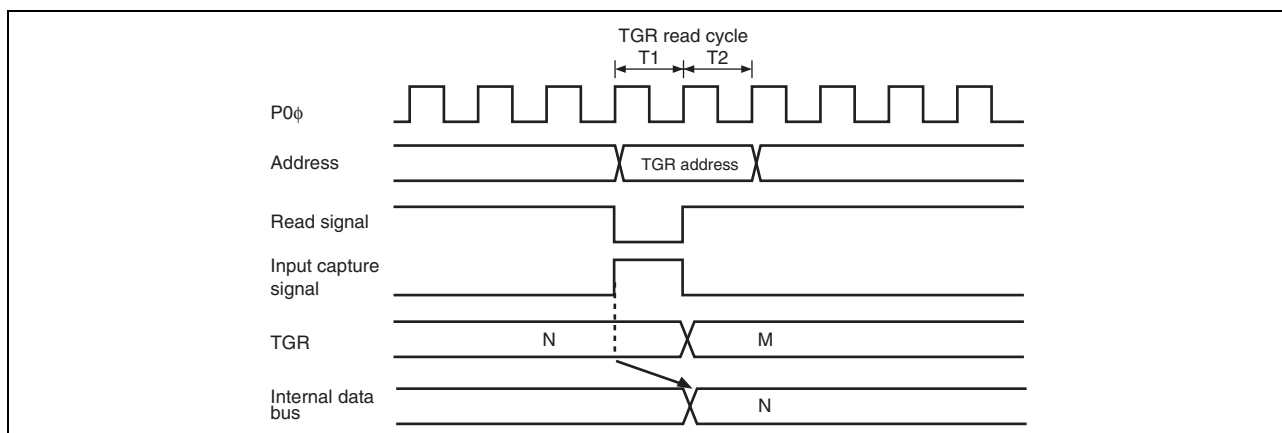 TGR read cycle
T1 T2
P0ϕ
Address
TGR address
Read signal
Input capture
signal
TGR
N
M
Internal data
bus
N